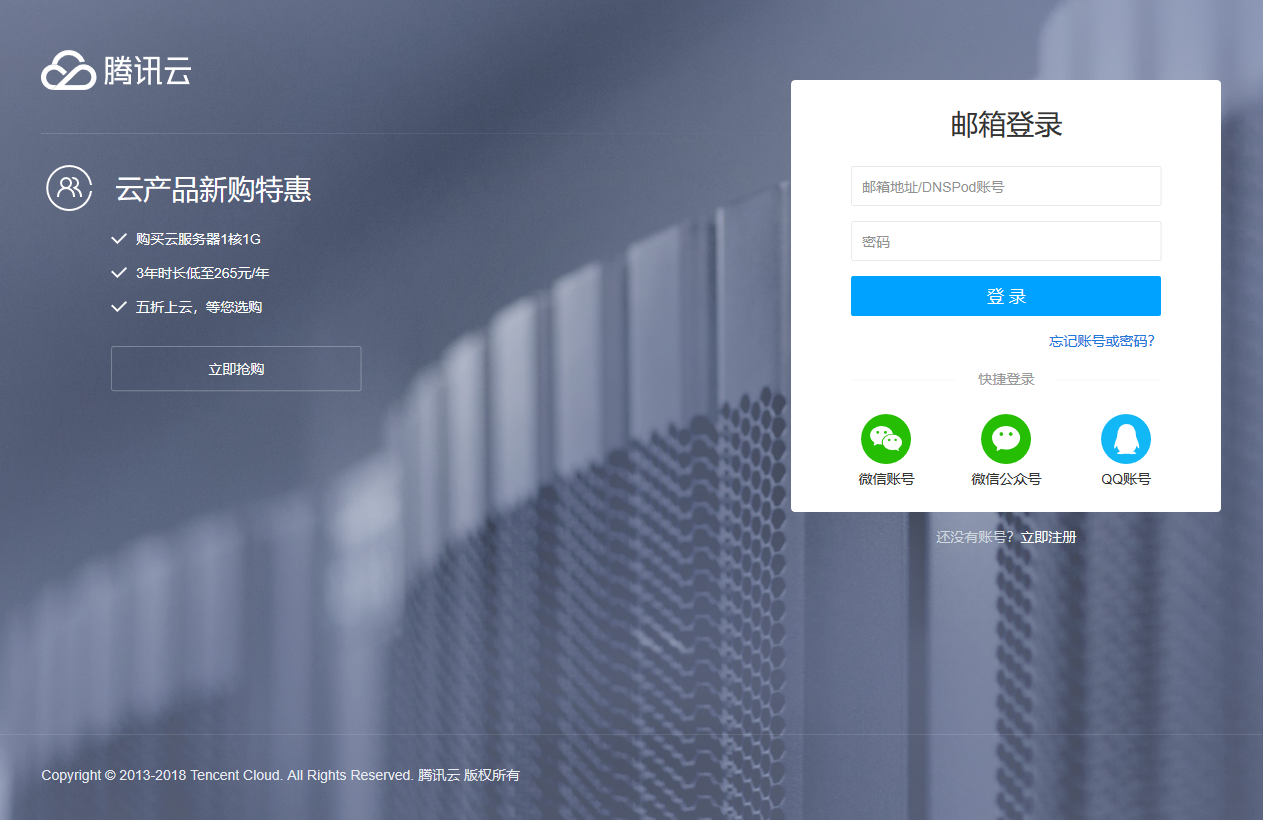 腾讯云
云产品新购特惠
购买云服务器1核1G
3年时长低至265元/年
五折上云，等您选购
立即抢购
邮箱登录
邮箱地址/DNSPod账号
密码
登 录
忘记账号或密码？
快捷登录
微信账号 微信公众号 QQ账号
还没有账号？立即注册
Copyright © 2013-2018 Tencent Cloud. All Rights Reserved. 腾讯云 版权所有